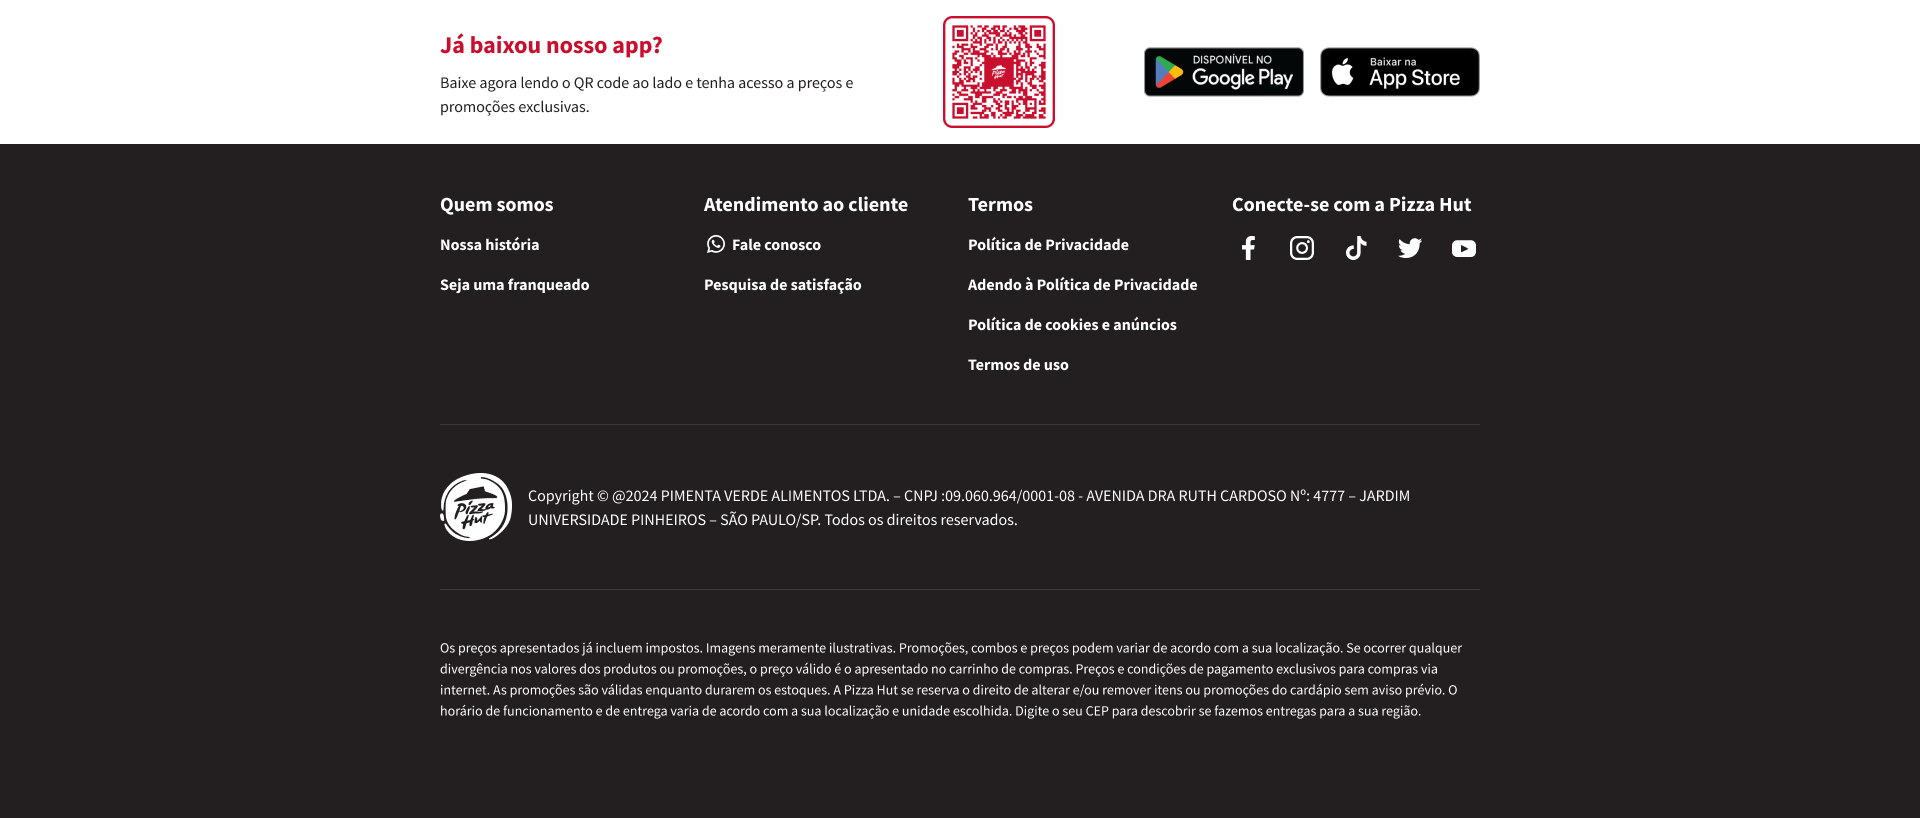 Já baixou nosso app?
Baixe agora lendo o QR code ao lado e tenha acesso a preços e
promoções exclusivas.
Pizza
Hut
DISPONÍVEL NO
Google Play
Baixar na
App Store
Quem somos
Nossa história
Seja uma franqueado
Atendimento ao cliente
Fale conosco
Pesquisa de satisfação
Termos
Política de Privacidade
Adendo à Política de Privacidade
Política de cookies e anúncios
Termos de uso
Conecte-se com a Pizza Hut
Pizza
Hut
Copyright © @2024 PIMENTA VERDE ALIMENTOS LTDA. – CNPJ :09.060.964/0001-08 - AVENIDA DRA RUTH CARDOSO Nº: 4777 – JARDIM
UNIVERSIDADE PINHEIROS – SÃO PAULO/SP. Todos os direitos reservados.
Os preços apresentados já incluem impostos. Imagens meramente ilustrativas. Promoções, combos e preços podem variar de acordo com a sua localização. Se ocorrer qualquer
divergência nos valores dos produtos ou promoções, o preço válido é o apresentado no carrinho de compras. Preços e condições de pagamento exclusivos para compras via
internet. As promoções são válidas enquanto durarem os estoques. A Pizza Hut se reserva o direito de alterar e/ou remover itens ou promoções do cardápio sem aviso prévio. O
horário de funcionamento e de entrega varia de acordo com a sua localização e unidade escolhida. Digite o seu CEP para descobrir se fazemos entregas para a sua região.